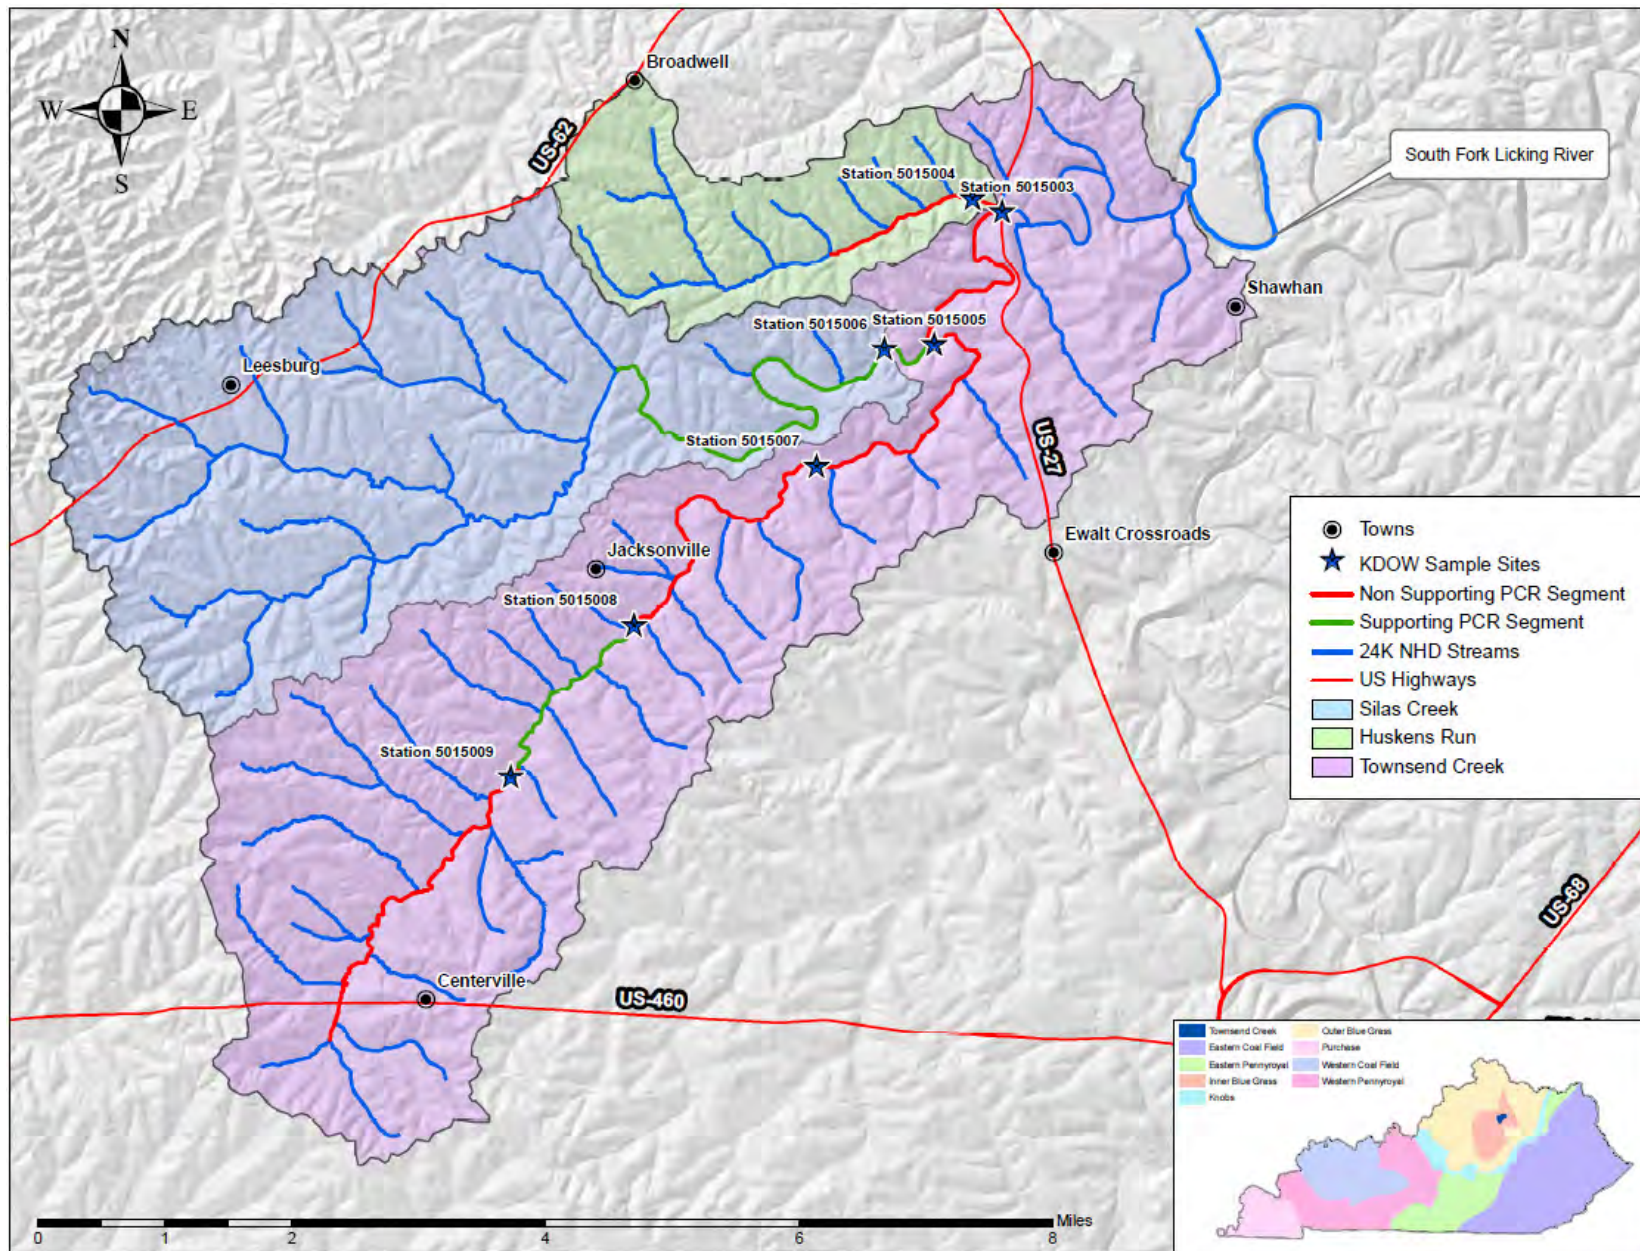 N
W
E
S
Broadwell
US-62
South Fork Licking River
Station 5015004
Station 5015003
Shawhan
Station 5015006
Station 5015005
Leesburg
Station 5015007
US-27
Ewalt Crossroads
Jacksonville
Station 5015008
Station 5015009
Centerville
US-460
US-68
Towns
KDOW Sample Sites
Non Supporting PCR Segment
Supporting PCR Segment
24K NHD Streams
US Highways
Silas Creek
Huskens Run
Townsend Creek
Townsend Creek
Eastern Coal Field
Eastern Pennyroyal
Inner Blue Grass
Knobs
Outer Blue Grass
Purchase
Western Coal Field
Western Pennyroyal
Miles
0 1 2 4 6 8